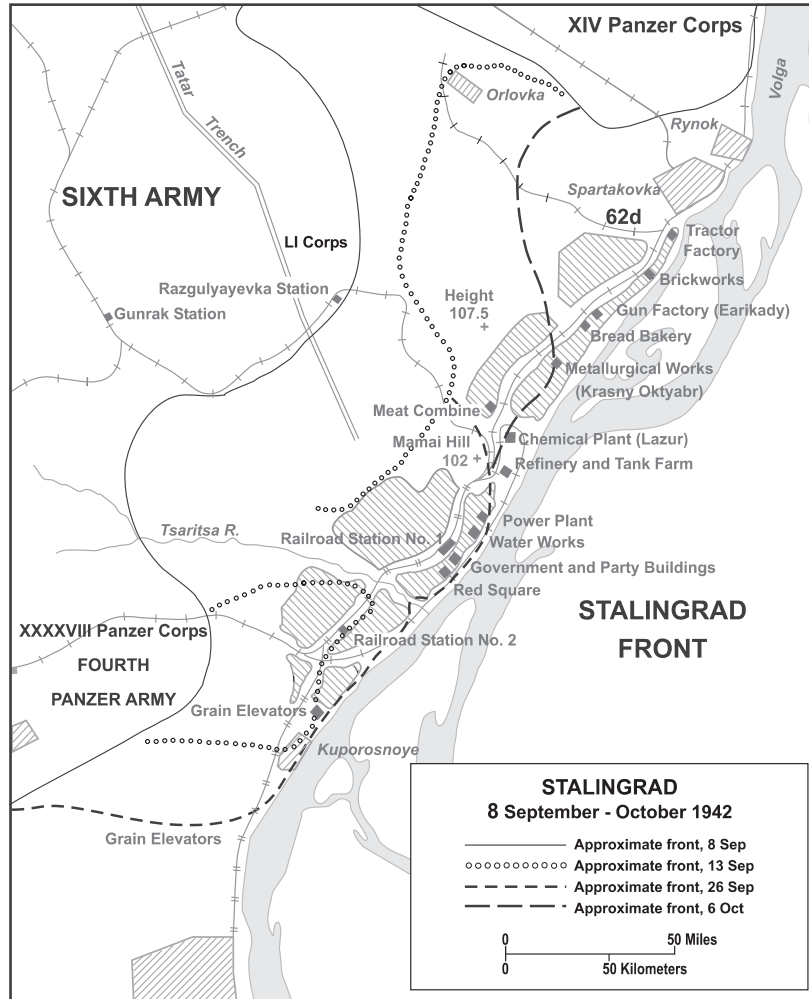 XIV Panzer Corps
Volga
Tatar
Trench
Orlovka
Rynok
SIXTH ARMY
Spartakovka
62d
Tractor
Factory
LI Corps
Brickworks
Razgulyayevka Station
Height
107.5
Gunrak Station
Gun Factory (Earikady)
Bread Bakery
Metallurgical Works
(Krasny Oktyabr)
Meat Combine
Mamai Hill
102
Chemical Plant (Lazur)
Refinery and Tank Farm
Power Plant
Tsaritsa R.
Railroad Station No. 1
Water Works
Government and Party Buildings
Red Square
STALINGRAD
FRONT
XXXXVIII Panzer Corps
Railroad Station No. 2
FOURTH
PANZER ARMY
Grain Elevators
Kuporosnoye
Grain Elevators
STALINGRAD
8 September - October 1942
Approximate front, 8 Sep
Approximate front, 13 Sep
Approximate front, 26 Sep
Approximate front, 6 Oct
0 50 Miles
0 50 Kilometers